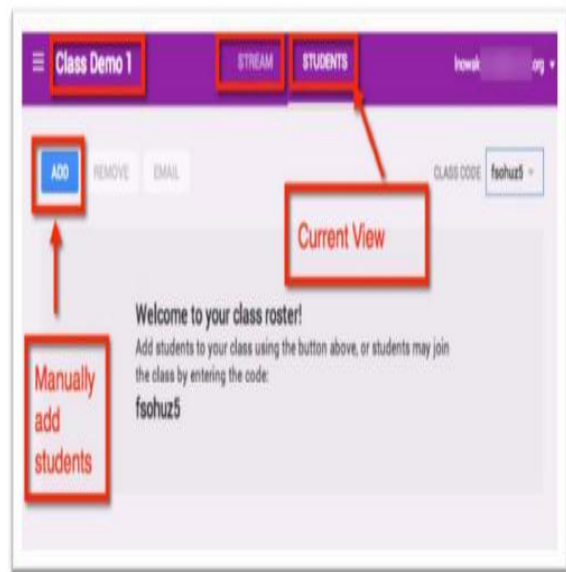 Class Demo 1 STREAM STUDENTS lnowak org
ADD REMOVE EMAIL CLASS CODE fsohuz5
Current View
Welcome to your class roster!
Add students to your class using the button above, or students may join
the class by entering the code:
fsohuz5
Manually
add
students